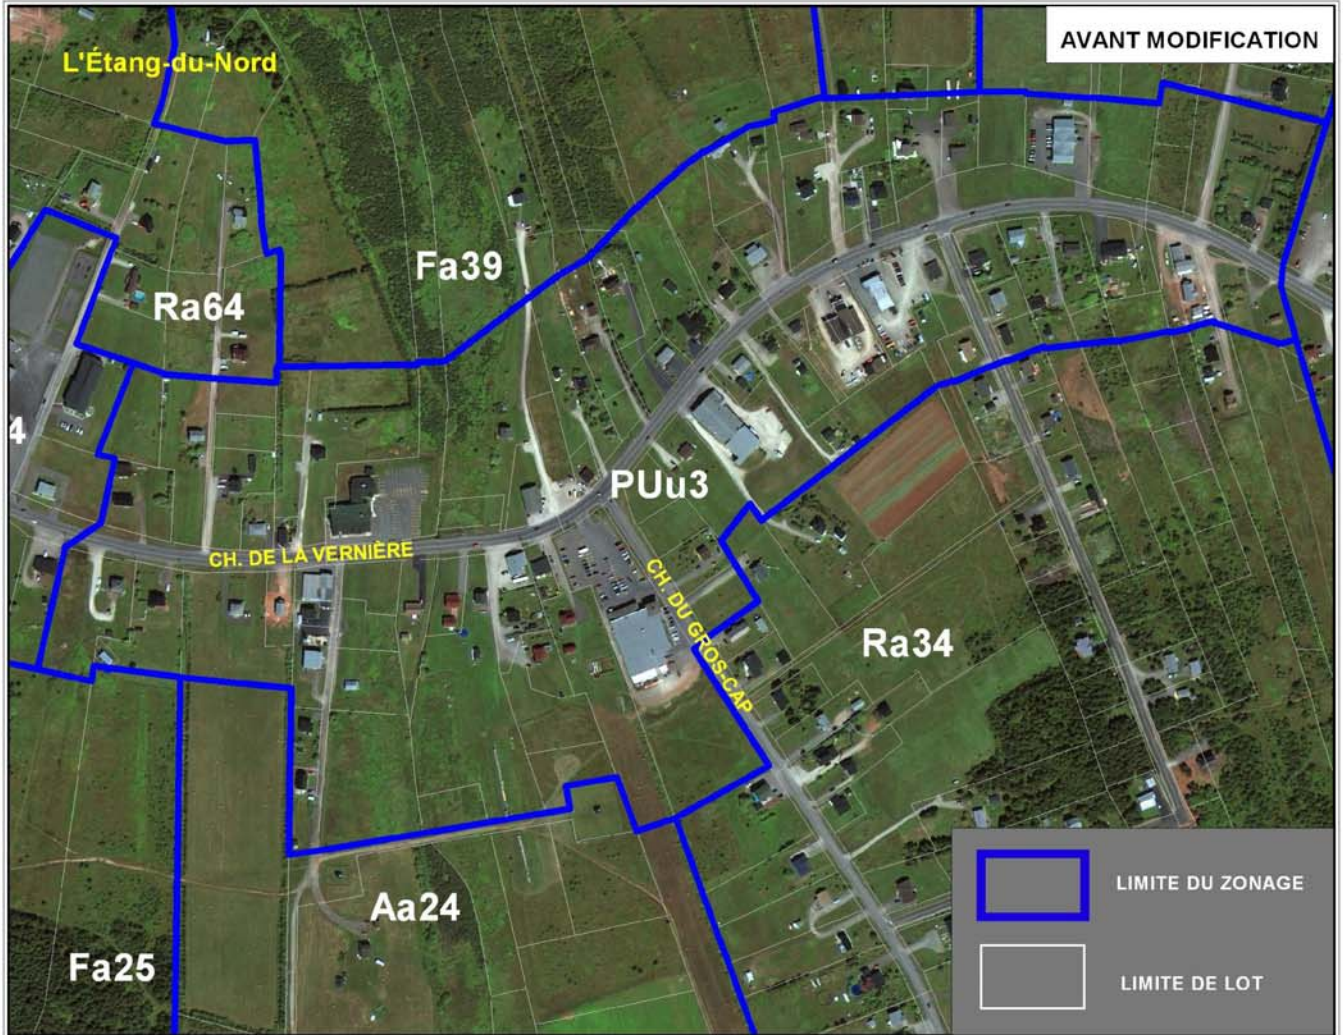 AVANT MODIFICATION
L'Étang-du-Nord
Fa39
Ra64
4
PUu3
CH. DE LA VERNIÈRE
CH. DU GROS-CAP
Ra34
Aa24
Fa25
LIMITE DU ZONAGE
LIMITE DE LOT